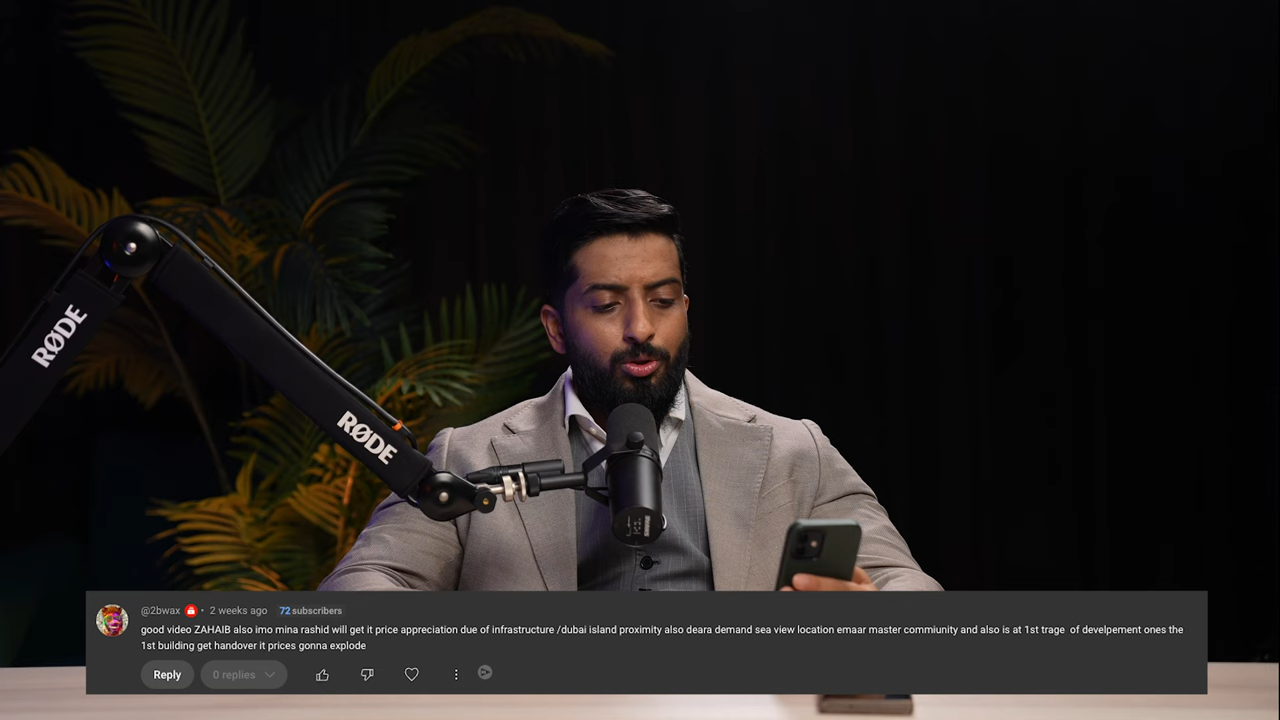 RØDE
RØDE
@2bwax • 2 weeks ago 72 subscribers
good video ZAHAIB also imo mina rashid will get it price appreciation due of infrastructure /dubai island proximity also deara demand sea view location emaar master commiunity and also is at 1st trage of develpement ones the
1st building get handover it prices gonna explode
Reply 0 replies